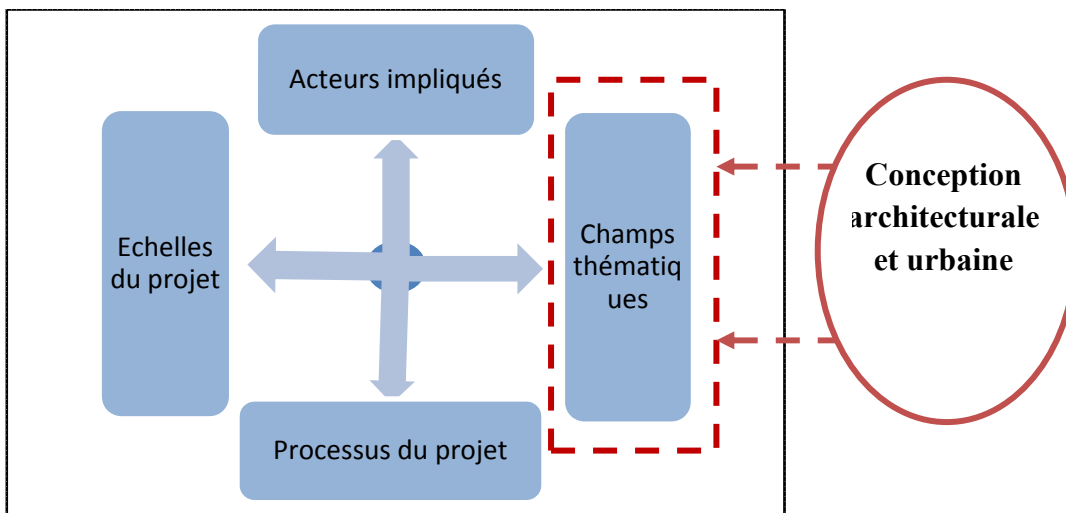 Acteurs impliqués
Echelles
du projet
Champs
thématiq
ues
Processus du projet
Conception
architecturale
et urbaine